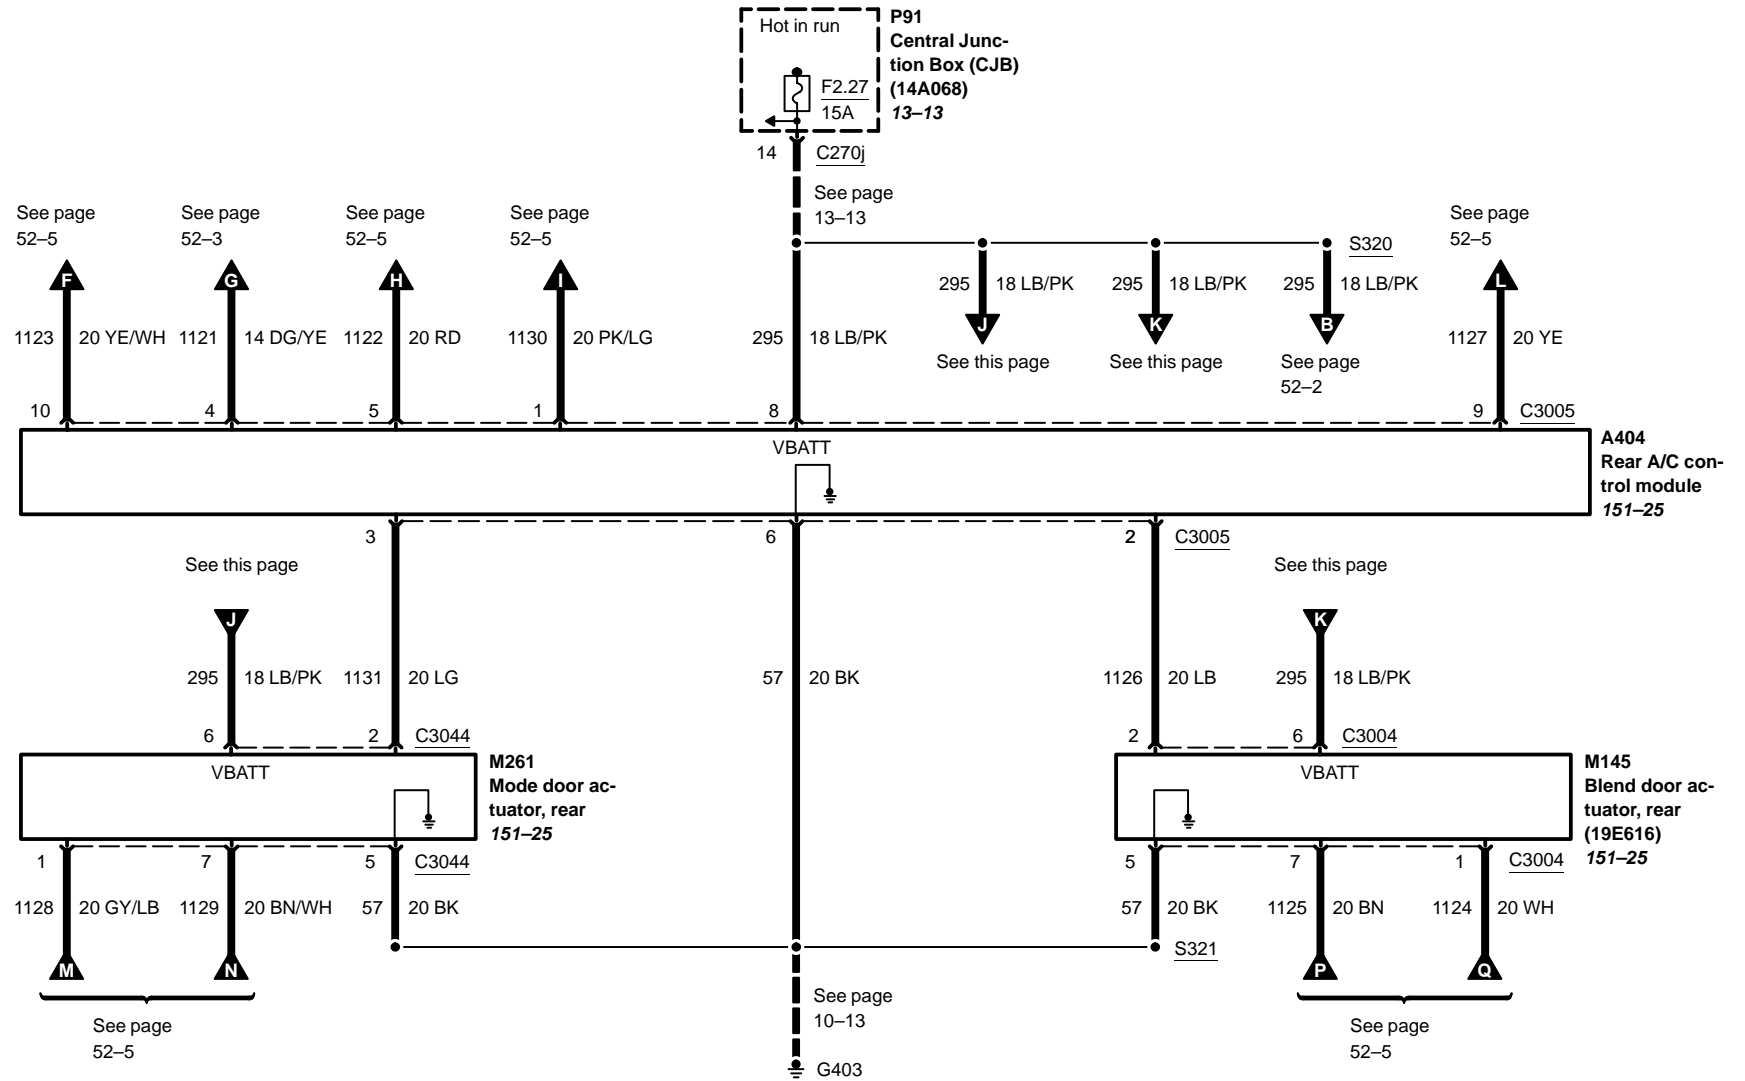 Hot in run
P91
Central Junc-
tion Box (CJB)
(14A068)
13–13
F2.27
15A
14
C270j
See page
13–13
See page
52–5
See page
52–3
See page
52–5
See page
52–5
See page
52–5
S320
F
G
H
I
L
295
18 LB/PK
295
18 LB/PK
295
18 LB/PK
J
K
B
1123
20 YE/WH
1121
14 DG/YE
1122
20 RD
1130
20 PK/LG
295
18 LB/PK
1127
20 YE
See this page
See this page
See page
52–2
10
4
5
1
8
9
C3005
VBATT
A404
Rear A/C con-
trol module
151–25
3
6
2
C3005
See this page
See this page
J
K
295
18 LB/PK
1131
20 LG
57
20 BK
1126
20 LB
295
18 LB/PK
6
2
C3044
2
6
C3004
VBATT
M261
Mode door ac-
tuator, rear
151–25
VBATT
M145
Blend door ac-
tuator, rear
(19E616)
151–25
1
7
5
C3044
5
7
1
C3004
1128
20 GY/LB
1129
20 BN/WH
57
20 BK
57
20 BK
1125
20 BN
1124
20 WH
S321
M
N
P
Q
See page
52–5
See page
10–13
See page
52–5
G403